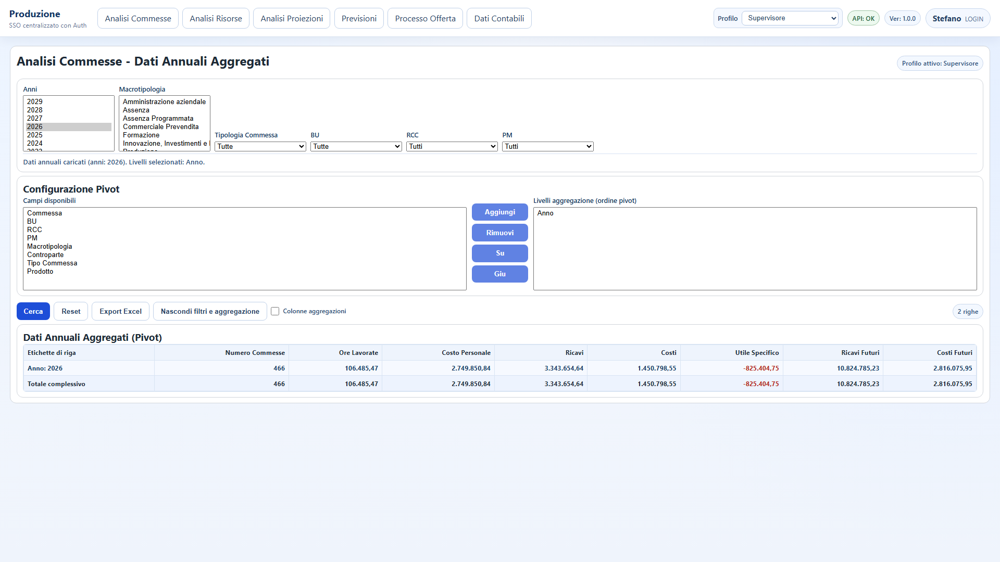 Produzione
SSO centralizzato con Auth
Analisi Commesse
Analisi Risorse
Analisi Proiezioni
Previsioni
Processo Offerta
Dati Contabili
Profilo
Supervisore
API: OK
Ver: 1.0.0
Stefano LOGIN
Analisi Commesse - Dati Annuali Aggregati
Profilo attivo: Supervisore
Anni
2029
2028
2027
2026
2025
2024
2023
Macrotipologia
Amministrazione aziendale
Assenza
Assenza Programmata
Commerciale Prevendita
Formazione
Innovazione, Investimenti e
Produzione
Tipologia Commessa
Tutte
BU
Tutte
RCC
Tutti
PM
Tutti
Dati annuali caricati (anni: 2026). Livelli selezionati: Anno.
Configurazione Pivot
Campi disponibili
Commessa
BU
RCC
PM
Macrotipologia
Controparte
Tipo Commessa
Prodotto
Aggiungi
Rimuovi
Su
Giu
Livelli aggregazione (ordine pivot)
Anno
Cerca
Reset
Export Excel
Nascondi filtri e aggregazione
Colonne aggregazioni
2 righe
Dati Annuali Aggregati (Pivot)
Etichette di riga Numero Commesse Ore Lavorate Costo Personale Ricavi Costi Utile Specifico Ricavi Futuri Costi Futuri
Anno: 2026 466 106.485,47 2.749.850,84 3.343.654,64 1.450.798,55 -825.404,75 10.824.785,23 2.816.075,95
Totale complessivo 466 106.485,47 2.749.850,84 3.343.654,64 1.450.798,55 -825.404,75 10.824.785,23 2.816.075,95